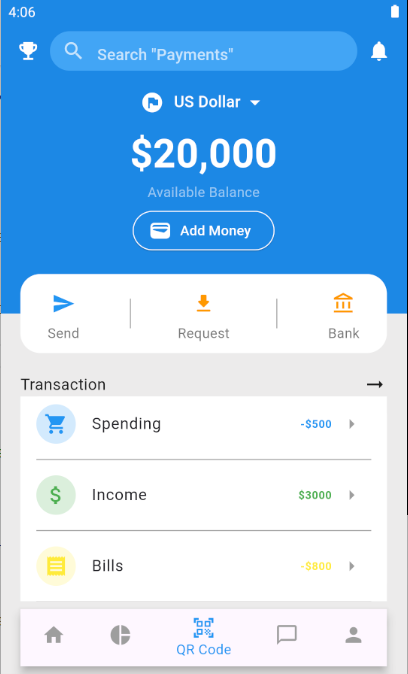 4:06
Search "Payments"
US Dollar
$20,000
Available Balance
Add Money
Send Request Bank
Transaction
Spending -$500
Income $3000
Bills -$800
QR Code